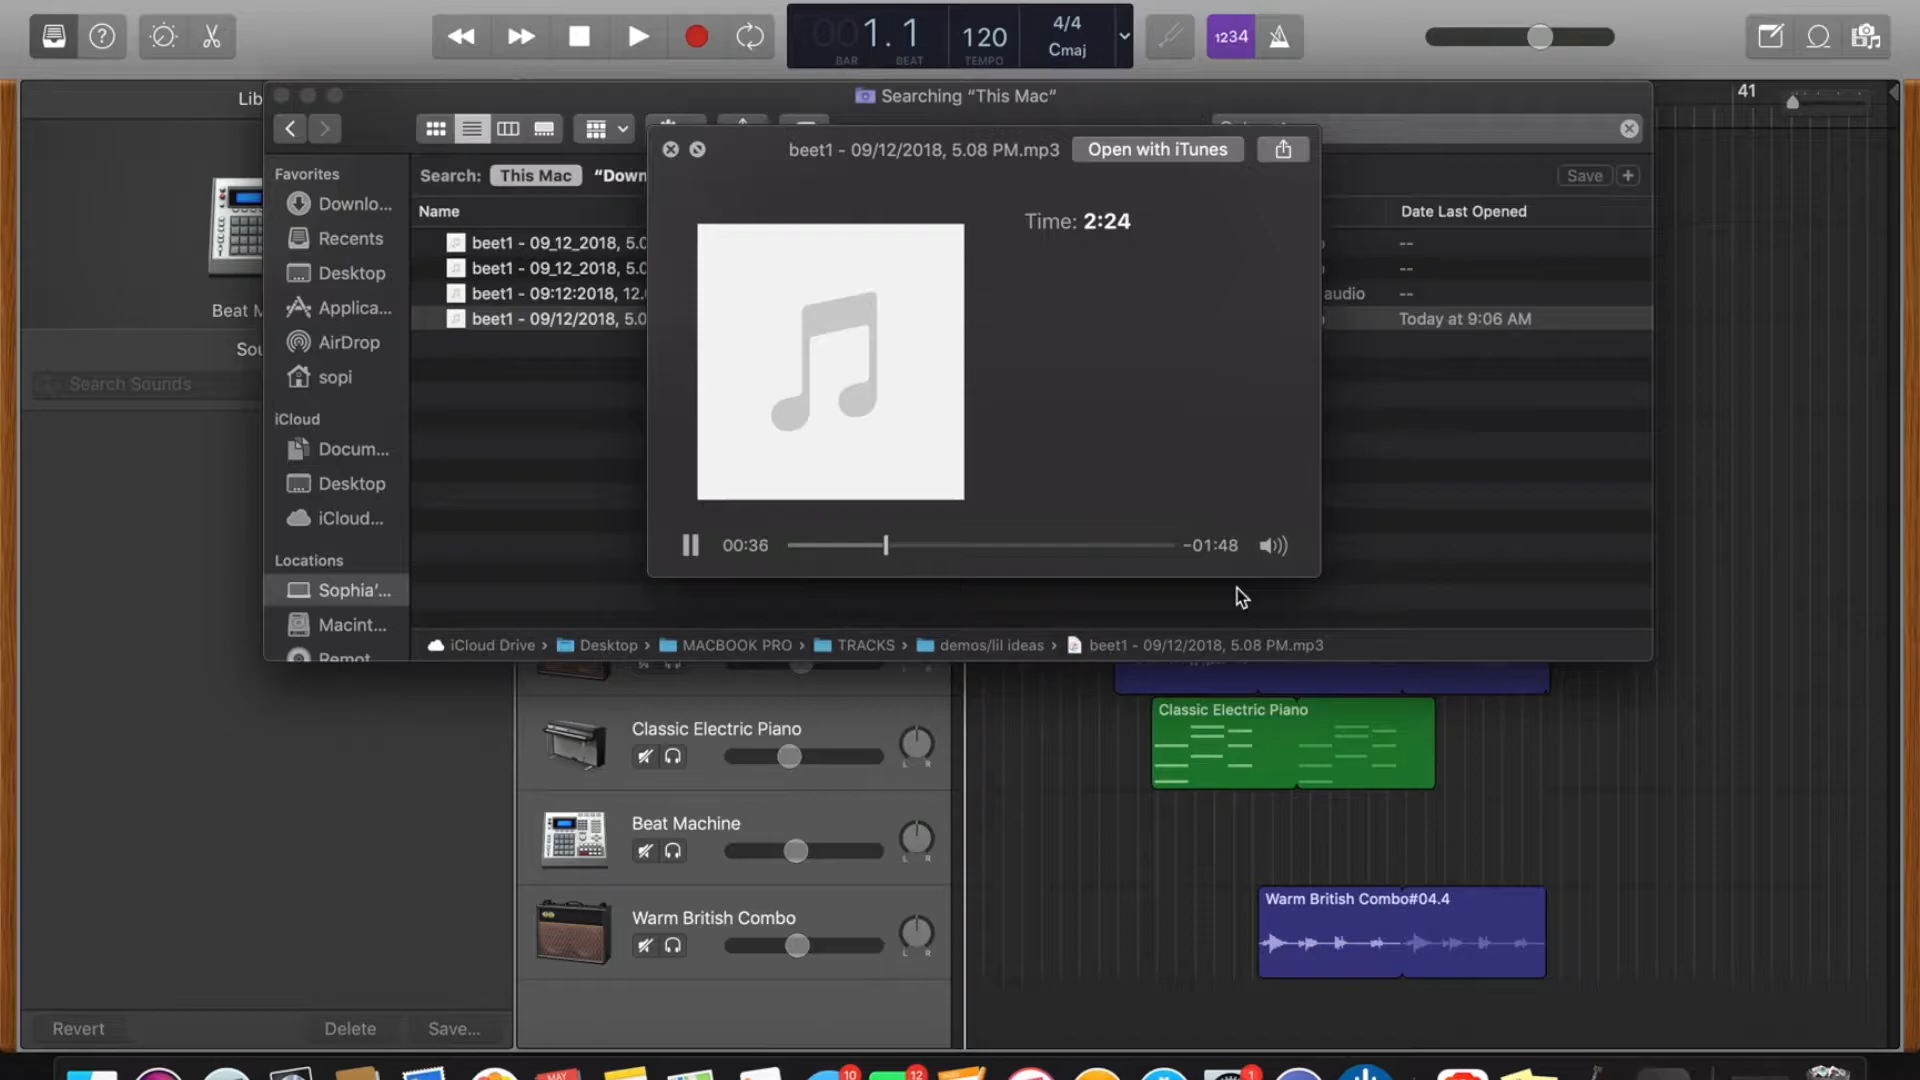 1.1
BAR
BEAT
120
TEMPO
4/4
Cmaj
1234
Lib
Searching “This Mac”
41
beet1 - 09/12/2018, 5.08 PM.mp3
Open with iTunes
Favorites
Search:
This Mac
“Down
Save
Name
Date Last Opened
Downlo...
Recents
Desktop
Applica...
AirDrop
sopi
beet1 - 09_12_2018, 5.0
--
beet1 - 09_12_2018, 5.0
--
beet1 - 09:12:2018, 12.
audio
--
beet1 - 09/12/2018, 5.0
Today at 9:06 AM
Time: 2:24
Beat M
Sou
Search Sounds
iCloud
Docum...
Desktop
iCloud...
Locations
Sophia'...
Macint...
Remot
00:36
-01:48
iCloud Drive › Desktop › MACBOOK PRO › TRACKS › demos/lil ideas › beet1 - 09/12/2018, 5.08 PM.mp3
Classic Electric Piano
L R
Classic Electric Piano
Beat Machine
L R
Warm British Combo
L R
Warm British Combo#04.4
Revert
Delete
Save...
MAY
10
12
1